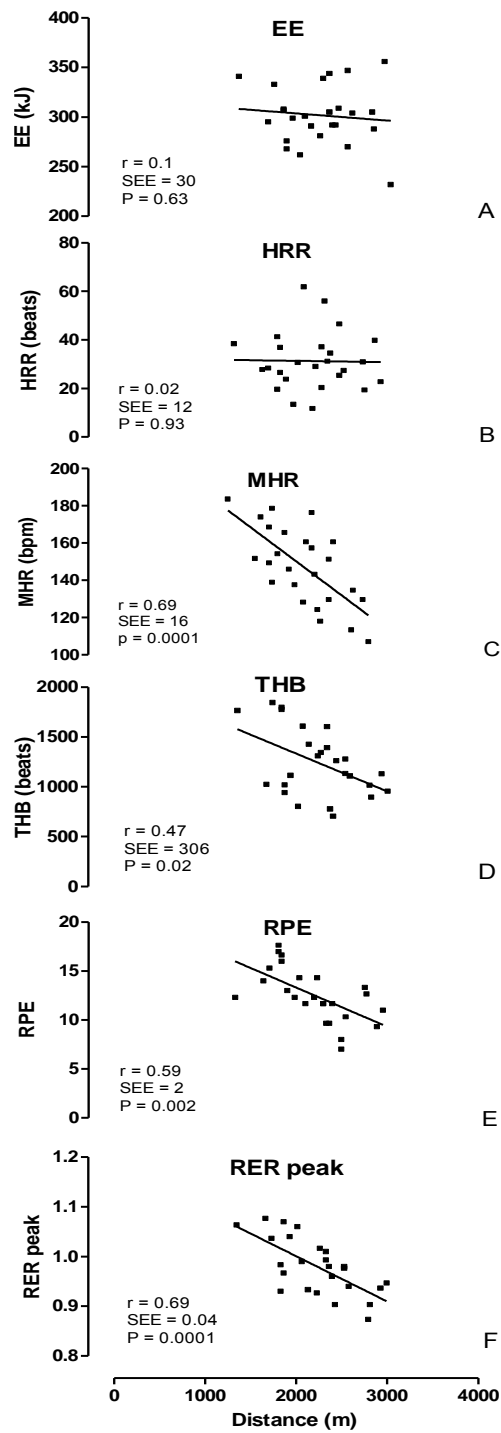 EE
400
350
300
250
200
EE (kJ)
r = 0.1
SEE = 30
P = 0.63
A
HRR
80
60
40
20
0
HRR (beats)
r = 0.02
SEE = 12
P = 0.93
B
MHR
200
180
160
140
120
100
MHR (bpm)
r = 0.69
SEE = 16
p = 0.0001
C
THB
2000
1500
1000
500
0
THB (beats)
r = 0.47
SEE = 306
P = 0.02
D
RPE
20
15
10
5
0
RPE
r = 0.59
SEE = 2
P = 0.002
E
RER peak
1.2
1.1
1.0
0.9
0.8
RER peak
r = 0.69
SEE = 0.04
P = 0.0001
F
0 1000 2000 3000 4000
Distance (m)